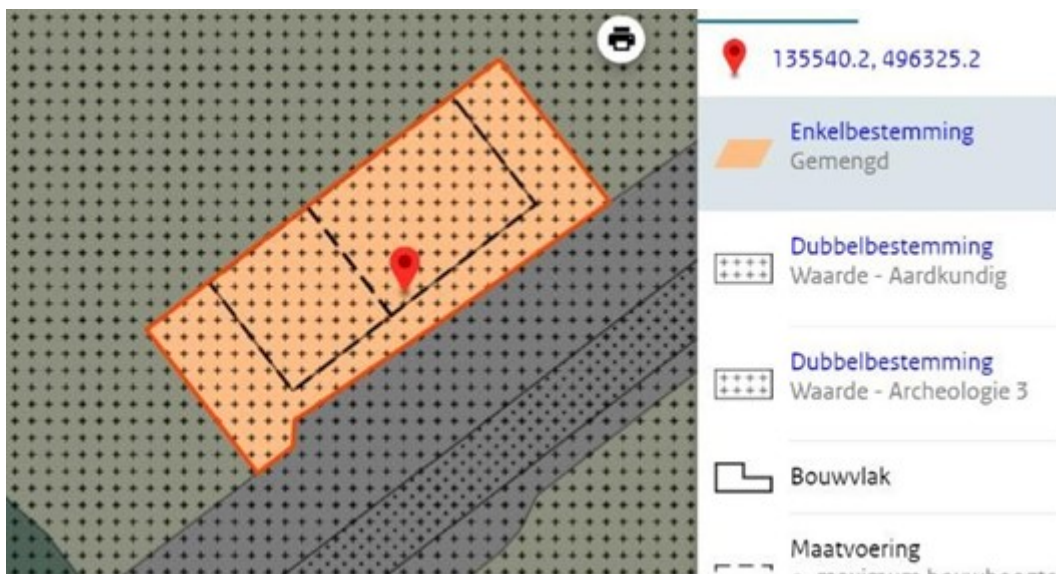 135540.2, 496325.2
Enkelbestemming
Gemengd
Dubbelbestemming
Waarde - Aardkundig
Dubbelbestemming
Waarde - Archeologie 3
Bouwvlak
Maatvoering